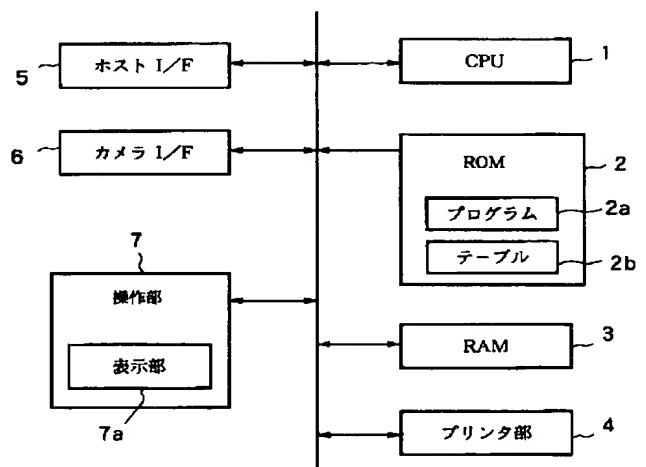 ホスト I／F
5
CPU
1
カメラ I／F
6
ROM
2
プログラム
2a
テーブル
2b
7
操作部
表示部
7a
RAM
3
プリンタ部
4